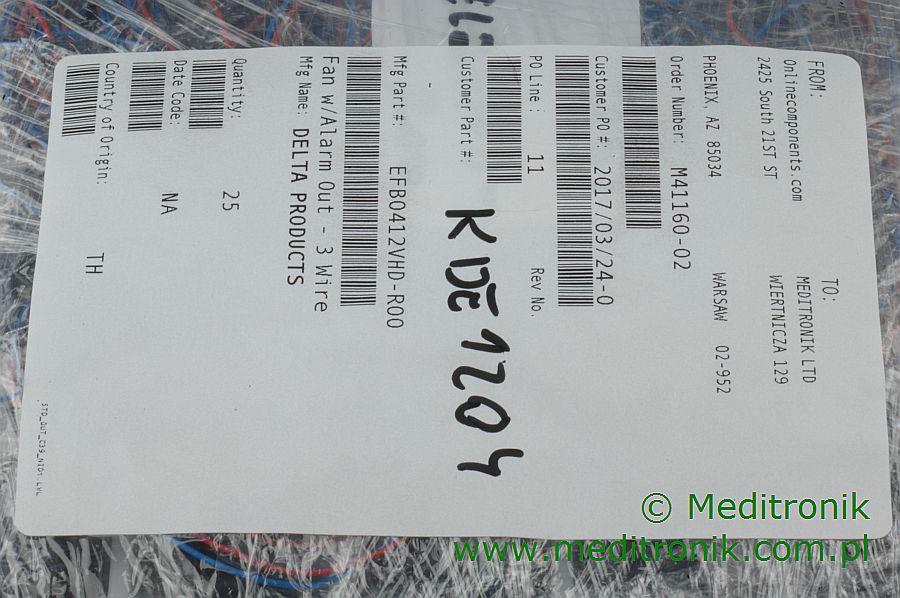 FROM:
Onlinecomponents.com
2425 South 21ST ST
PHOENIX, AZ 85034
TO:
MEDITRONIK LTD
WIERTNICZA 129
WARSAW 02-952
Order Number: M41160-02
Customer PO #: 2017/03/24-0
PO Line : 11 Rev No.
Customer Part #:
K DE 1204
Mfg Part #: EFB0412VHD-R00
Fan w/Alarm Out - 3 Wire
Mfg Name: DELTA PRODUCTS
Quantity: 25
Date Code: NA
Country of Origin: TH
STD_OUT_C39_NID1.LVL
© Meditronik
www.meditronik.com.pl